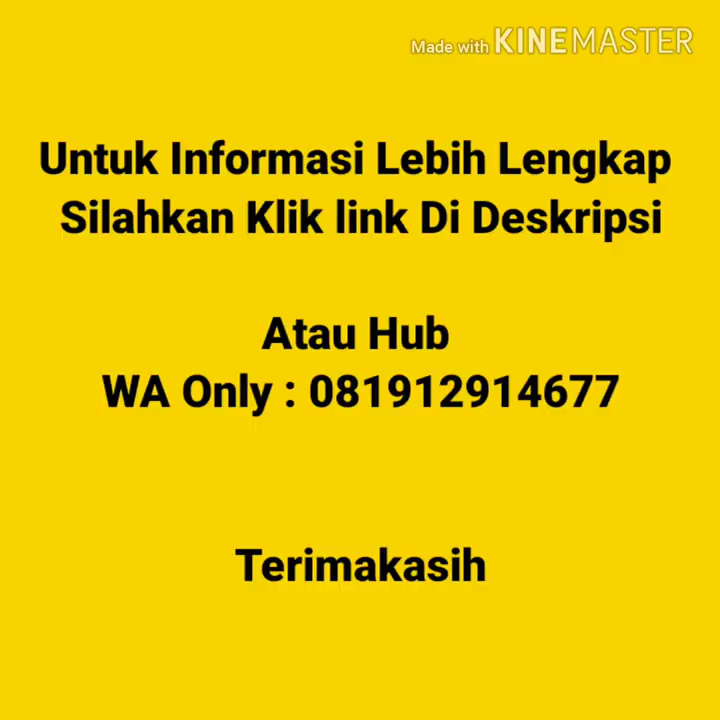 Made with KINEMASTER
Untuk Informasi Lebih Lengkap
Silahkan Klik link Di Deskripsi
Atau Hub
WA Only : 081912914677
Terimakasih